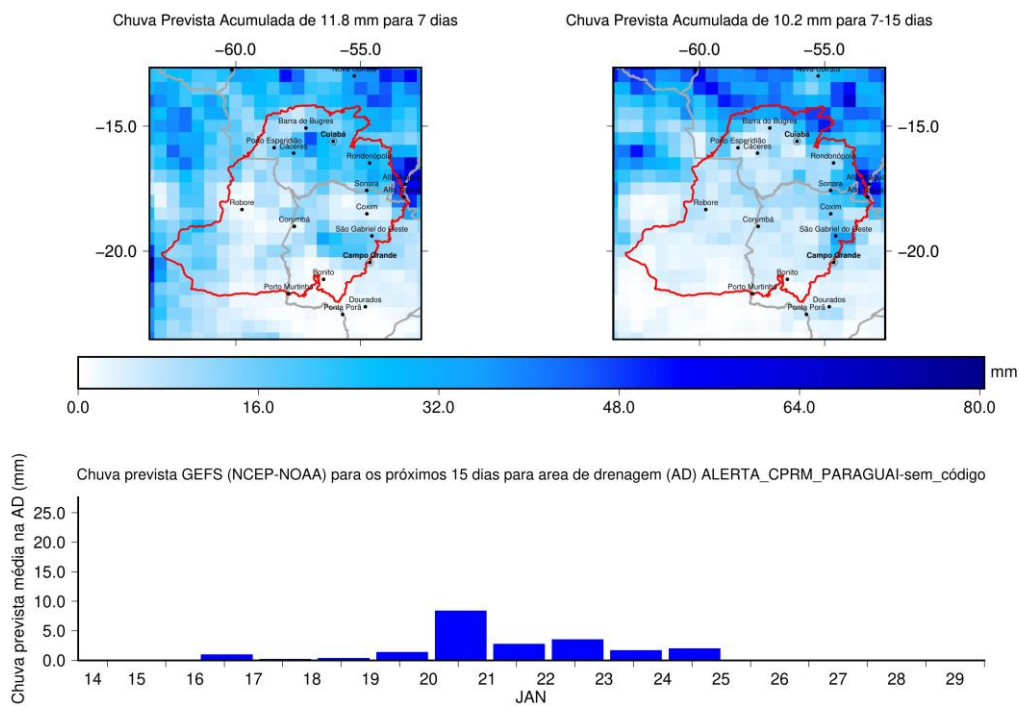 Chuva Prevista Acumulada de 11.8 mm para 7 dias
Chuva Prevista Acumulada de 10.2 mm para 7-15 dias
−60.0 −55.0
−60.0 −55.0
−15.0
−20.0
Barra do Bugres
Cuiabá
Porto Esperidião
Cáceres
Rondonópolis
Sonora
Robore
Coxim
Corumbá
São Gabriel do Oeste
Campo Grande
Bonito
Porto Murtinho
Dourados
Ponta Porã
−15.0
−20.0
Barra do Bugres
Cuiabá
Porto Esperidião
Cáceres
Rondonópolis
Sonora
Robore
Coxim
Corumbá
São Gabriel do Oeste
Campo Grande
Bonito
Porto Murtinho
Dourados
Ponta Porã
mm
0.0 16.0 32.0 48.0 64.0 80.0
Chuva prevista GEFS (NCEP-NOAA) para os próximos 15 dias para area de drenagem (AD) ALERTA_CPRM_PARAGUAI-sem_código
Chuva prevista média na AD (mm)
25.0
20.0
15.0
10.0
5.0
0.0
14 15 16 17 18 19 20 21 22 23 24 25 26 27 28 29
JAN